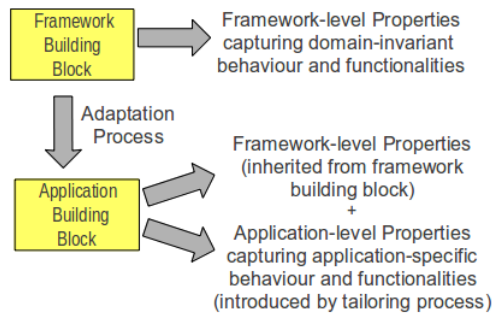 Framework
Building
Block
Framework-level Properties
capturing domain-invariant
behaviour and functionalities
Adaptation
Process
Application
Building
Block
Framework-level Properties
(inherited from framework
building block)
+
Application-level Properties
capturing application-specific
behaviour and functionalities
(introduced by tailoring process)